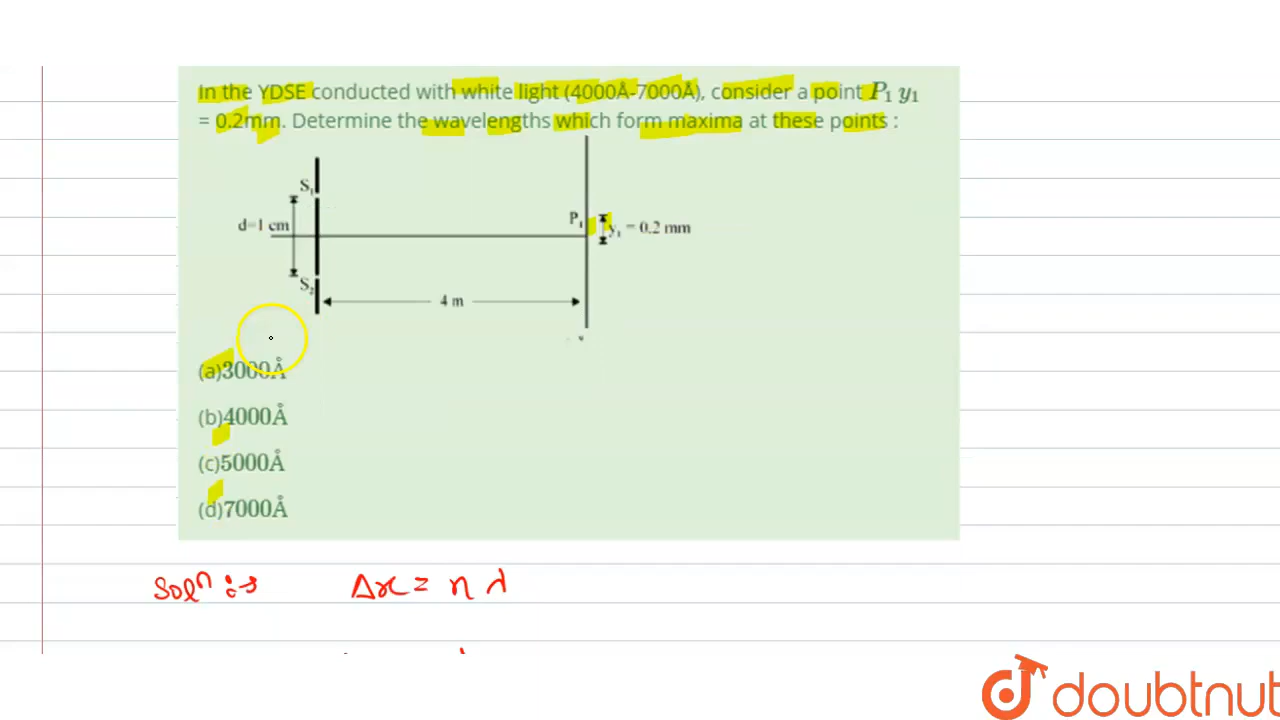 In the YDSE conducted with white light (4000Å-7000Å), consider a point P₁ y₁
= 0.2mm. Determine the wavelengths which form maxima at these points :
S₁
d=1 cm
P₁
y₁ = 0.2 mm
S₂
4 m
(a)3000Å
(b)4000Å
(c)5000Å
(d)7000Å
Solⁿ :→ Δx = n λ
doubtnut